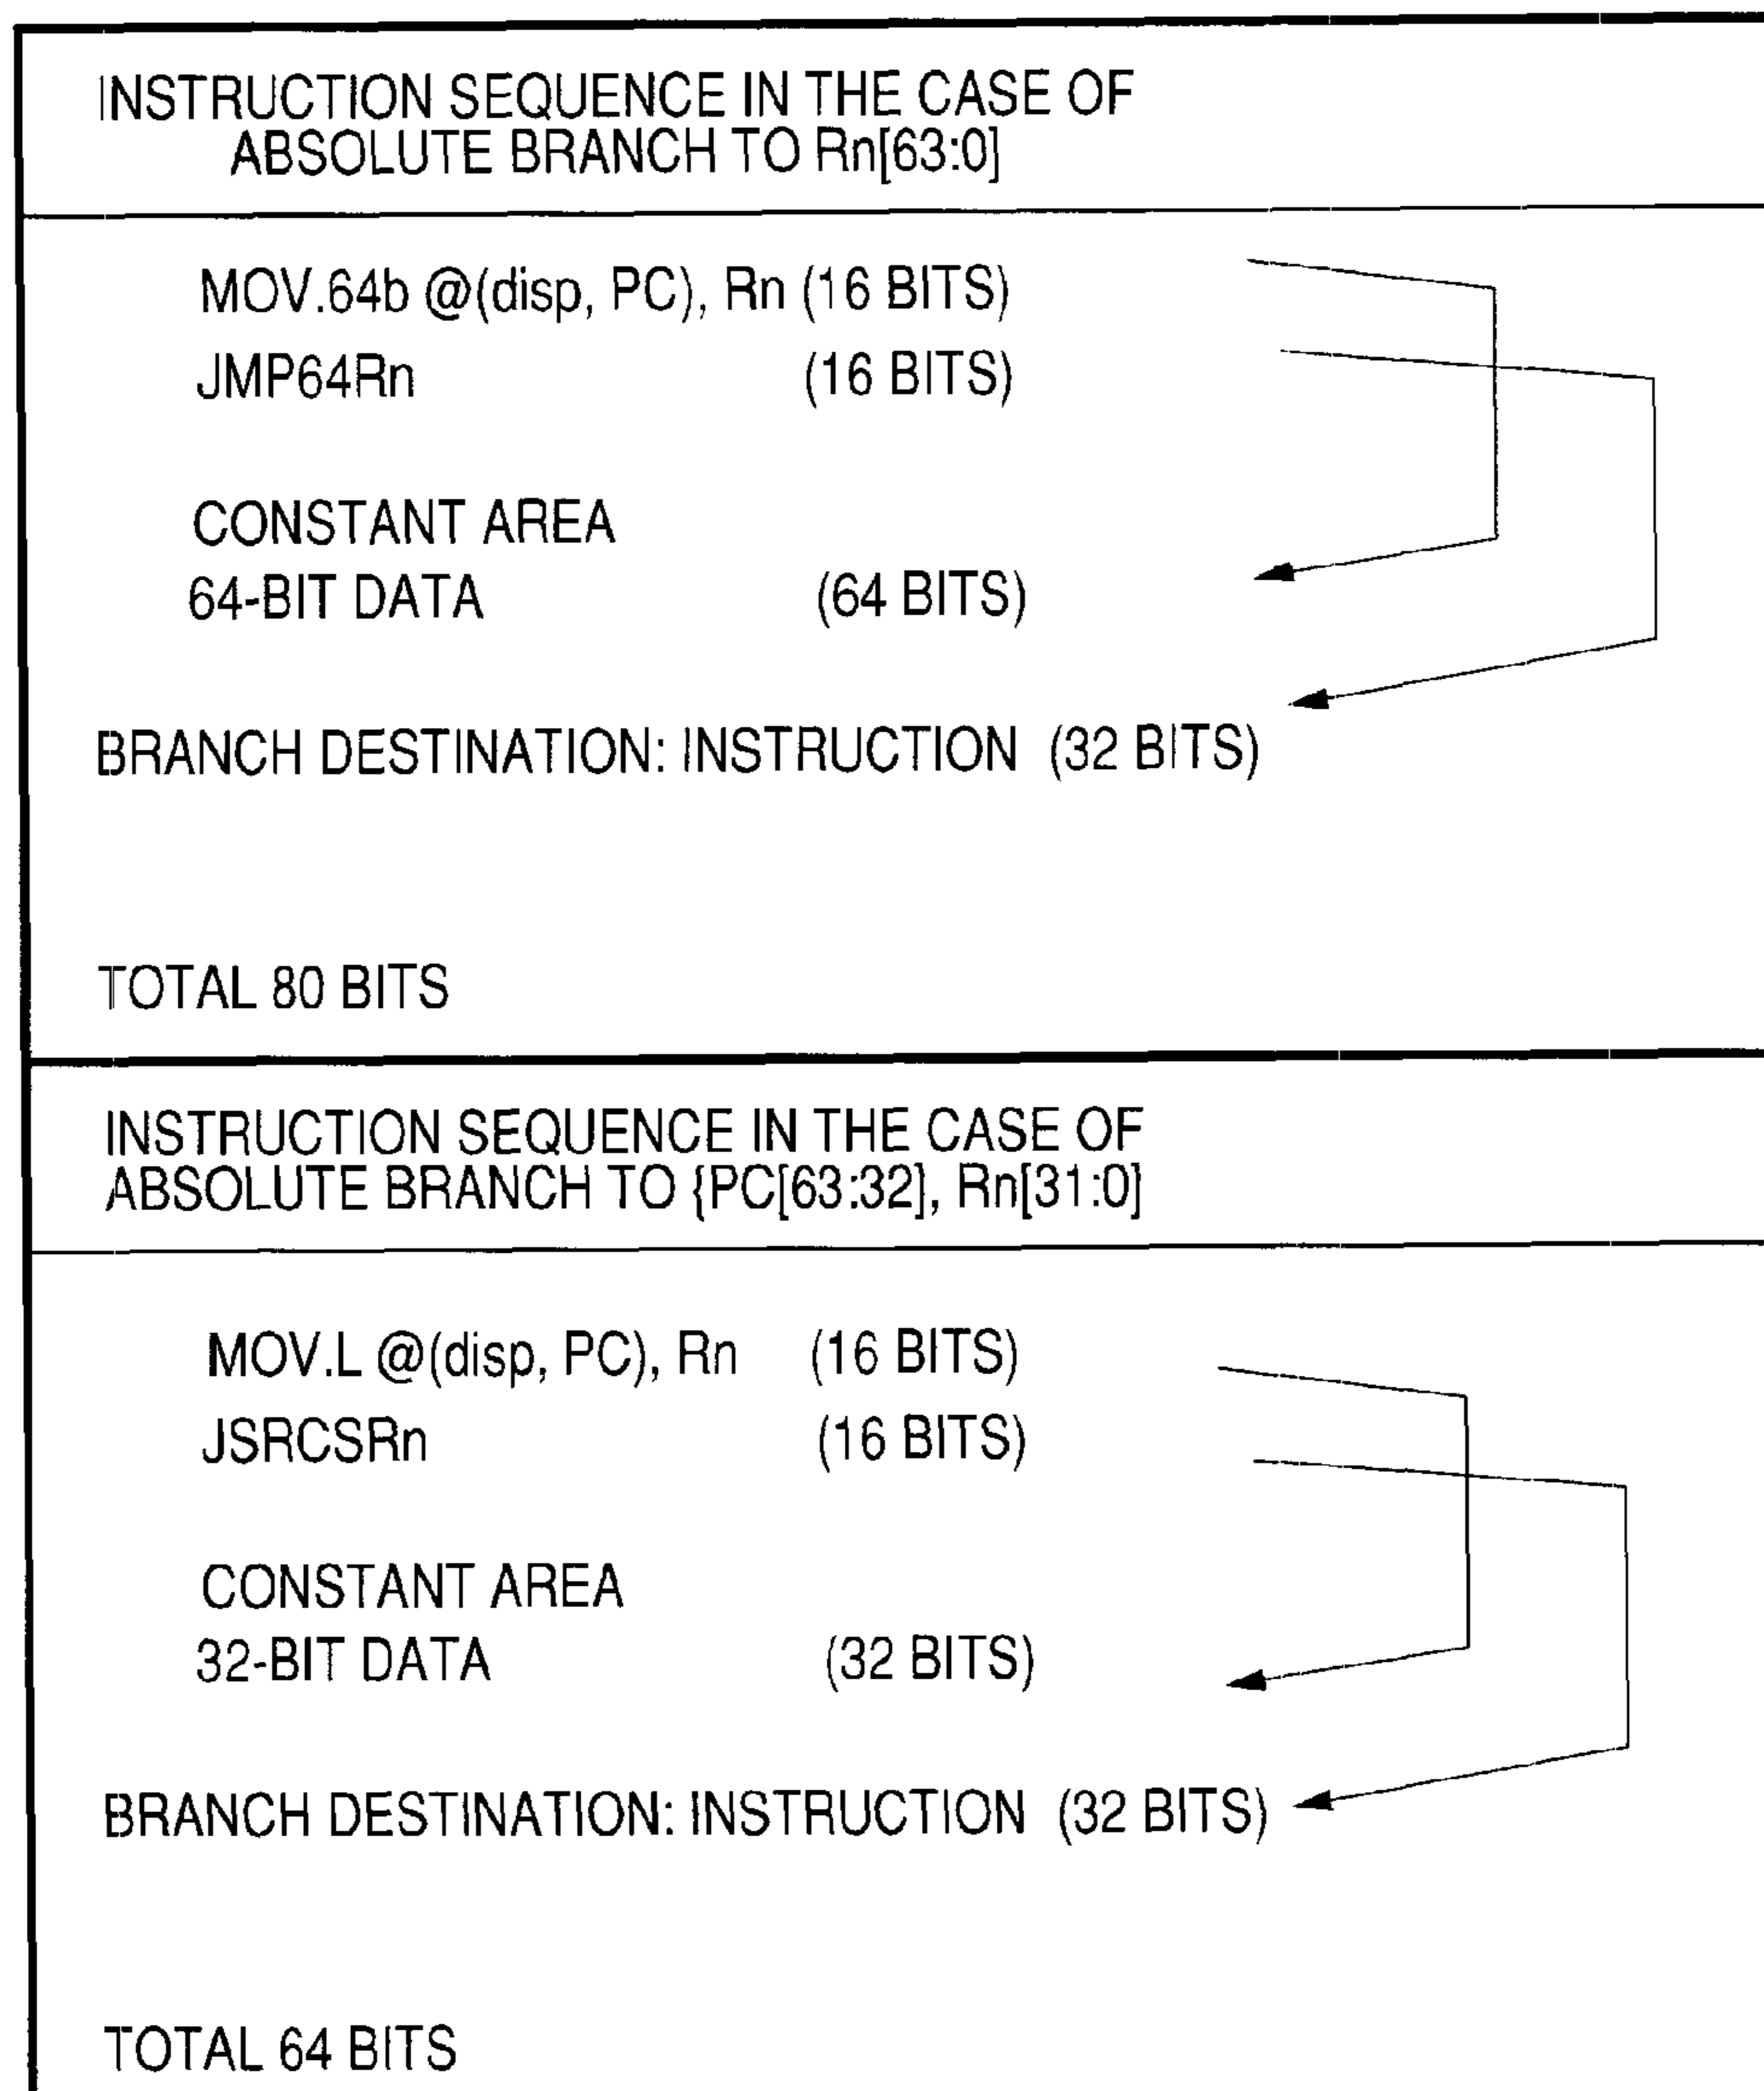 INSTRUCTION SEQUENCE IN THE CASE OF
ABSOLUTE BRANCH TO Rn[63:0]
MOV.64b @(disp, PC), Rn (16 BITS)
JMP64Rn (16 BITS)
CONSTANT AREA
64-BIT DATA (64 BITS)
BRANCH DESTINATION: INSTRUCTION (32 BITS)
TOTAL 80 BITS
INSTRUCTION SEQUENCE IN THE CASE OF
ABSOLUTE BRANCH TO {PC[63:32], Rn[31:0]
MOV.L @(disp, PC), Rn (16 BITS)
JSRCSRn (16 BITS)
CONSTANT AREA
32-BIT DATA (32 BITS)
BRANCH DESTINATION: INSTRUCTION (32 BITS)
TOTAL 64 BITS